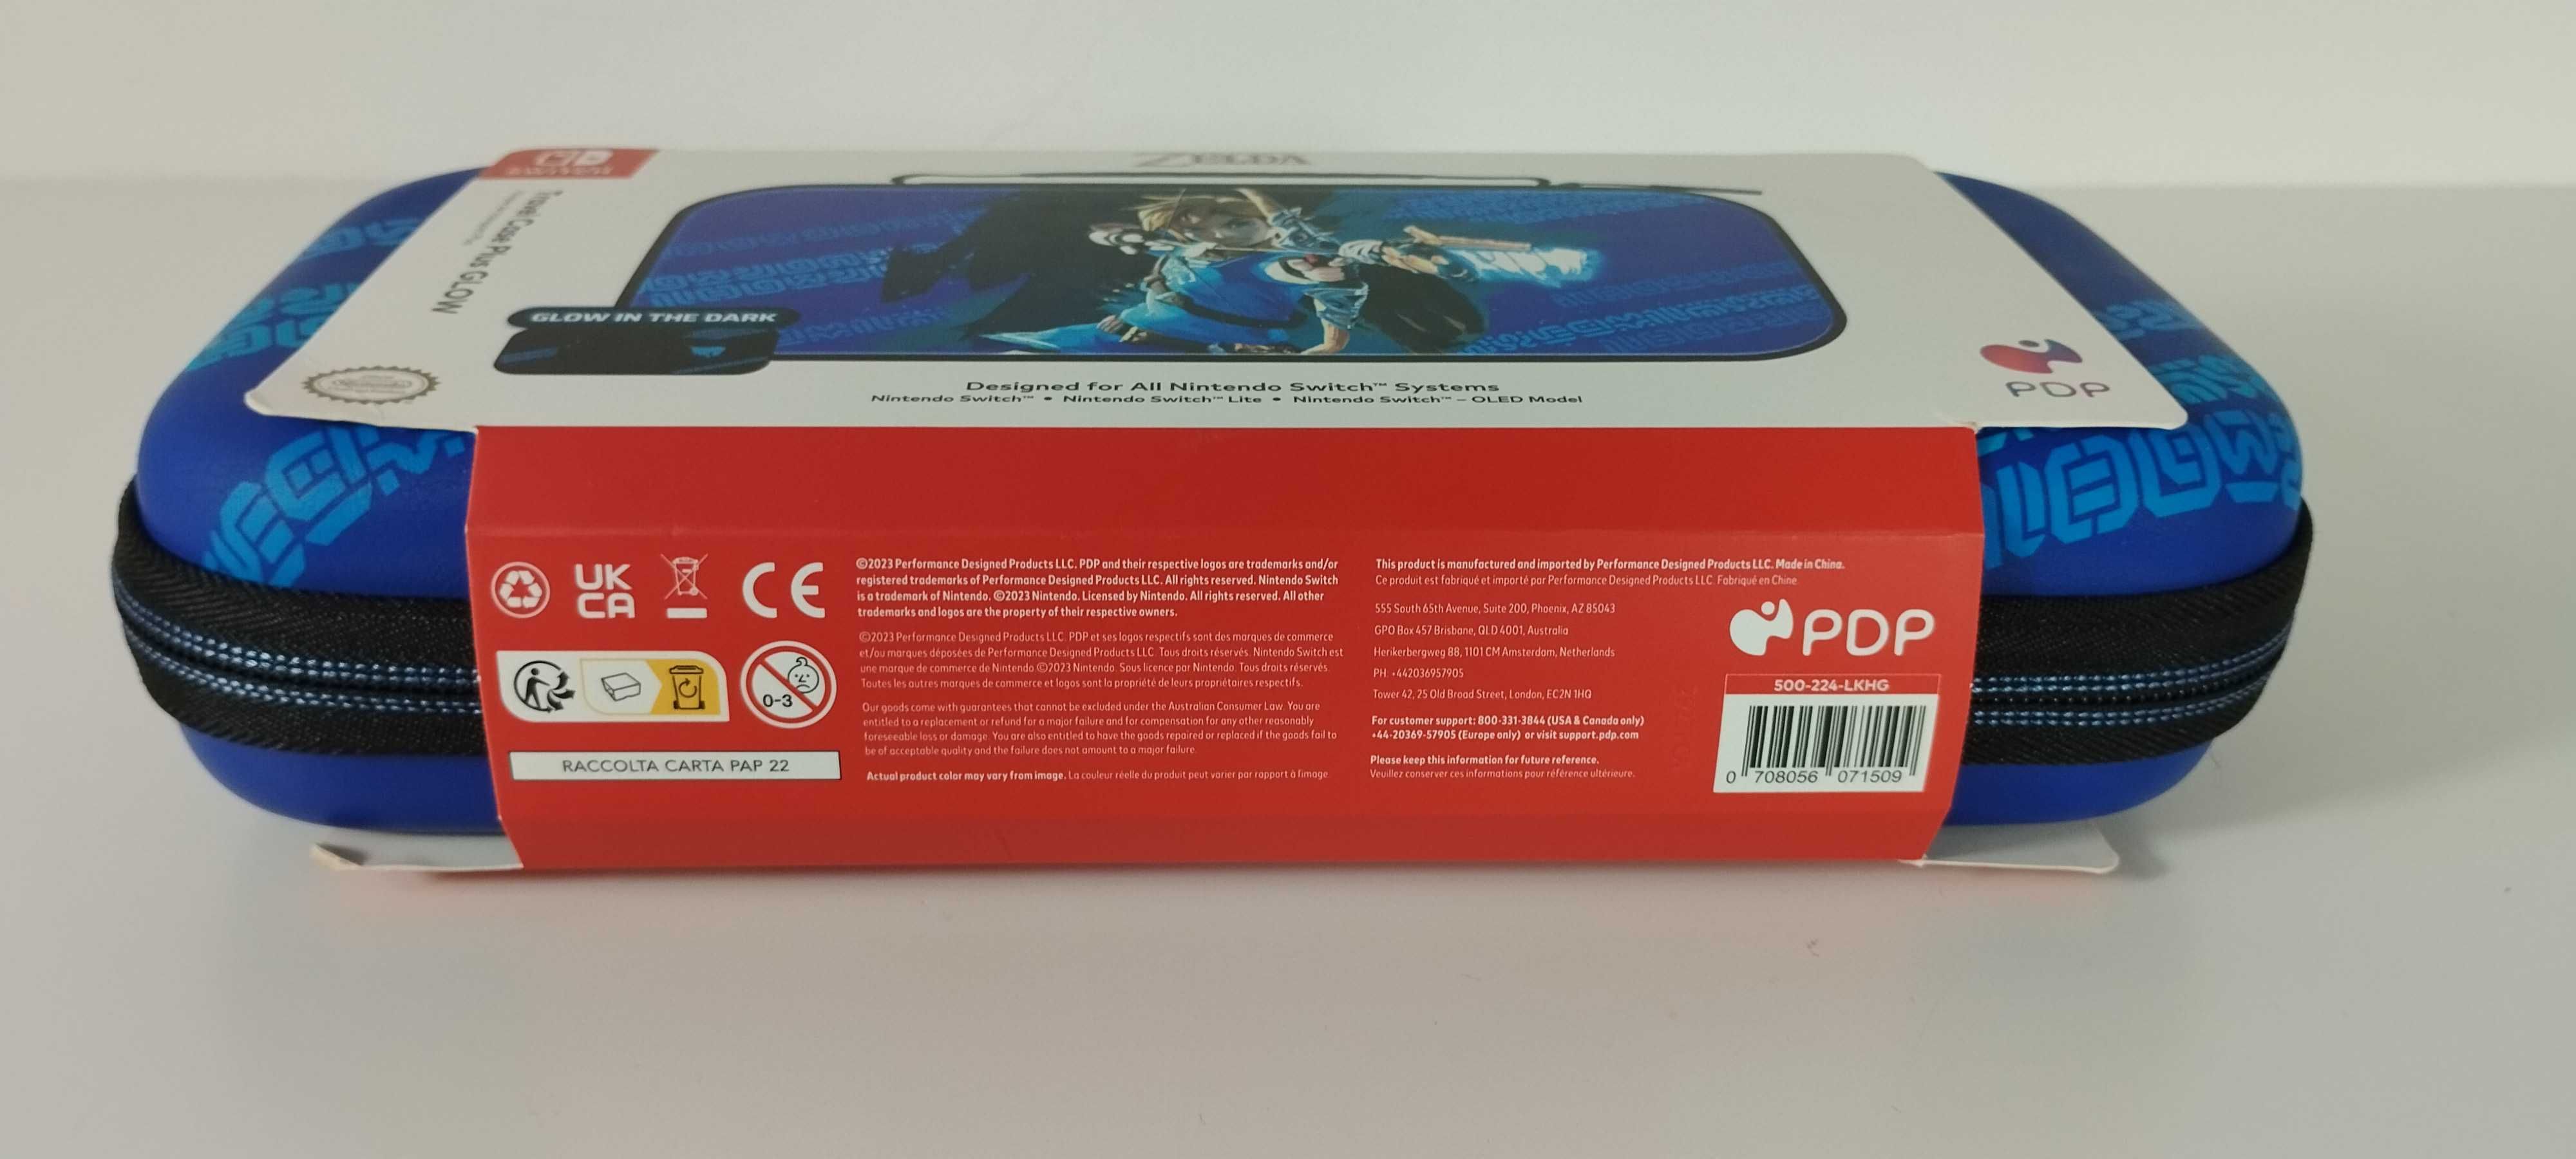 ZELDA
Travel Case Plus GLOW
GLOW IN THE DARK
Nintendo
Designed for All Nintendo Switch™ Systems
Nintendo Switch™ • Nintendo Switch™ Lite • Nintendo Switch™ – OLED Model
PDP
UK
CA
CE
0-3
RACCOLTA CARTA PAP 22
©2023 Performance Designed Products LLC. PDP and their respective logos are trademarks and/or
registered trademarks of Performance Designed Products LLC. All rights reserved. Nintendo Switch
is a trademark of Nintendo. ©2023 Nintendo. Licensed by Nintendo. All rights reserved. All other
trademarks and logos are the property of their respective owners.
©2023 Performance Designed Products LLC. PDP et ses logos respectifs sont des marques de commerce
et/ou marques déposées de Performance Designed Products LLC. Tous droits réservés. Nintendo Switch est
une marque de commerce de Nintendo ©2023 Nintendo. Sous licence par Nintendo. Tous droits réservés.
Toutes les autres marques de commerce et logos sont la propriété de leurs propriétaires respectifs.
Our goods come with guarantees that cannot be excluded under the Australian Consumer Law. You are
entitled to a replacement or refund for a major failure and for compensation for any other reasonably
foreseeable loss or damage. You are also entitled to have the goods repaired or replaced if the goods fail to
be of acceptable quality and the failure does not amount to a major failure.
Actual product color may vary from image. La couleur réelle du produit peut varier par rapport à l'image.
This product is manufactured and imported by Performance Designed Products LLC. Made in China.
Ce produit est fabriqué et importé par Performance Designed Products LLC. Fabriqué en Chine.
555 South 65th Avenue, Suite 200, Phoenix, AZ 85043
GPO Box 457 Brisbane, QLD 4001, Australia
Herikerbergweg 88, 1101 CM Amsterdam, Netherlands
PH: +442036957905
Tower 42, 25 Old Broad Street, London, EC2N 1HQ
For customer support: 800-331-3844 (USA & Canada only)
+44-20369-57905 (Europe only) or visit support.pdp.com
Please keep this information for future reference.
Veuillez conserver ces informations pour référence ultérieure.
PDP
500-224-LKHG
0 708056 071509